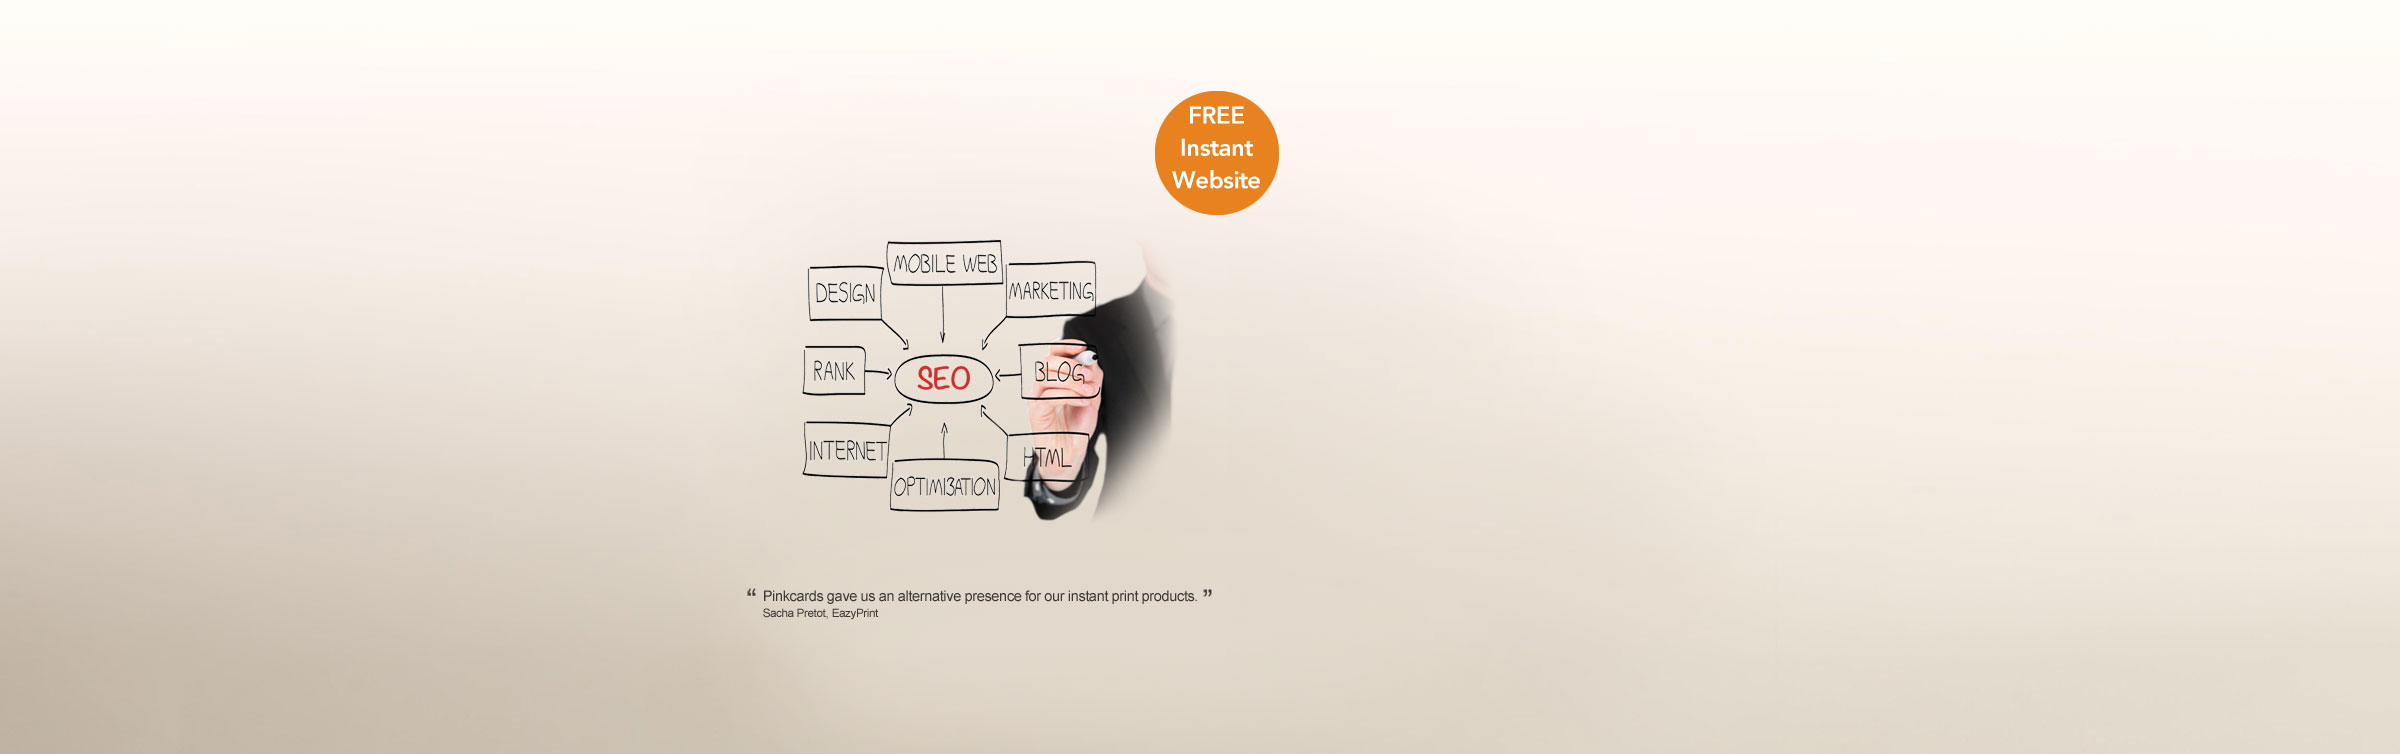 FREE
Instant
Website
MOBILE WEB
DESIGN
MARKETING
RANK
SEO
BLOG
INTERNET
HTML
OPTIMI3ATION
“ Pinkcards gave us an alternative presence for our instant print products. ”
Sacha Pretot, EazyPrint